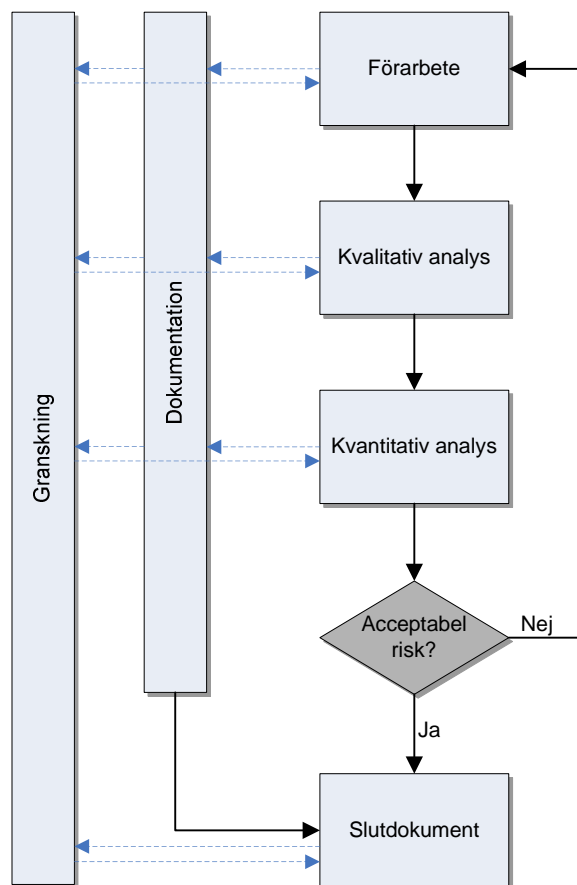 Förarbete
Kvalitativ analys
Kvantitativ analys
Acceptabel
risk?
Nej
Ja
Slutdokument
Dokumentation
Granskning